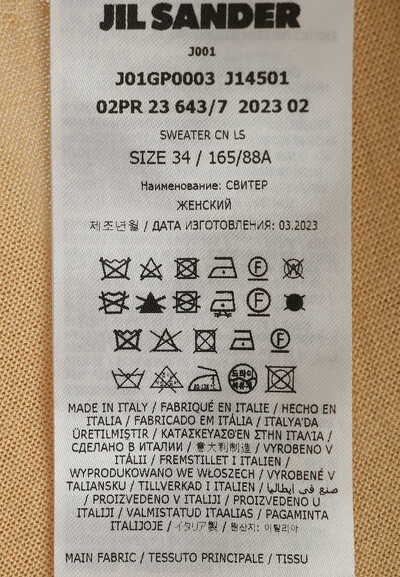 JIL SANDER
J001
J01GP0003 J14501
02PR 23 643/7 2023 02
SWEATER CN LS
SIZE 34 / 165/88A
Наименование: СВИТЕР
ЖЕНСКИЙ
제조년월 / ДАТА ИЗГОТОВЛЕНИЯ: 03.2023
MADE IN ITALY / FABRIQUÉ EN ITALIE / HECHO EN
ITALIA / FABRICADO EM ITÁLIA / ITALYA'DA
ÜRETILMIŞTIR / ΚΑΤΑΣΚΕΥΑΣΘΕΝ ΣΤΗΝ ΙΤΑΛΙΑ /
СДЕЛАНО В ИТАЛИИ / 意大利制造 / VYROBENO V
ITÁLII / FREMSTILLET I ITALIEN /
WYPRODUKOWANO WE WŁOSZECH / VYROBENÉ V
TALIANSKU / TILLVERKAD I ITALIEN / صنع في إيطاليا
/ PROIZVEDENO V ITALIJI / PROIZVEDENO U
ITALIJI / VALMISTATUD ITAALIAS / PAGAMINTA
ITALIJOJE / イタリア製 / 원산지: 이탈리아
MAIN FABRIC / TESSUTO PRINCIPALE / TISSU